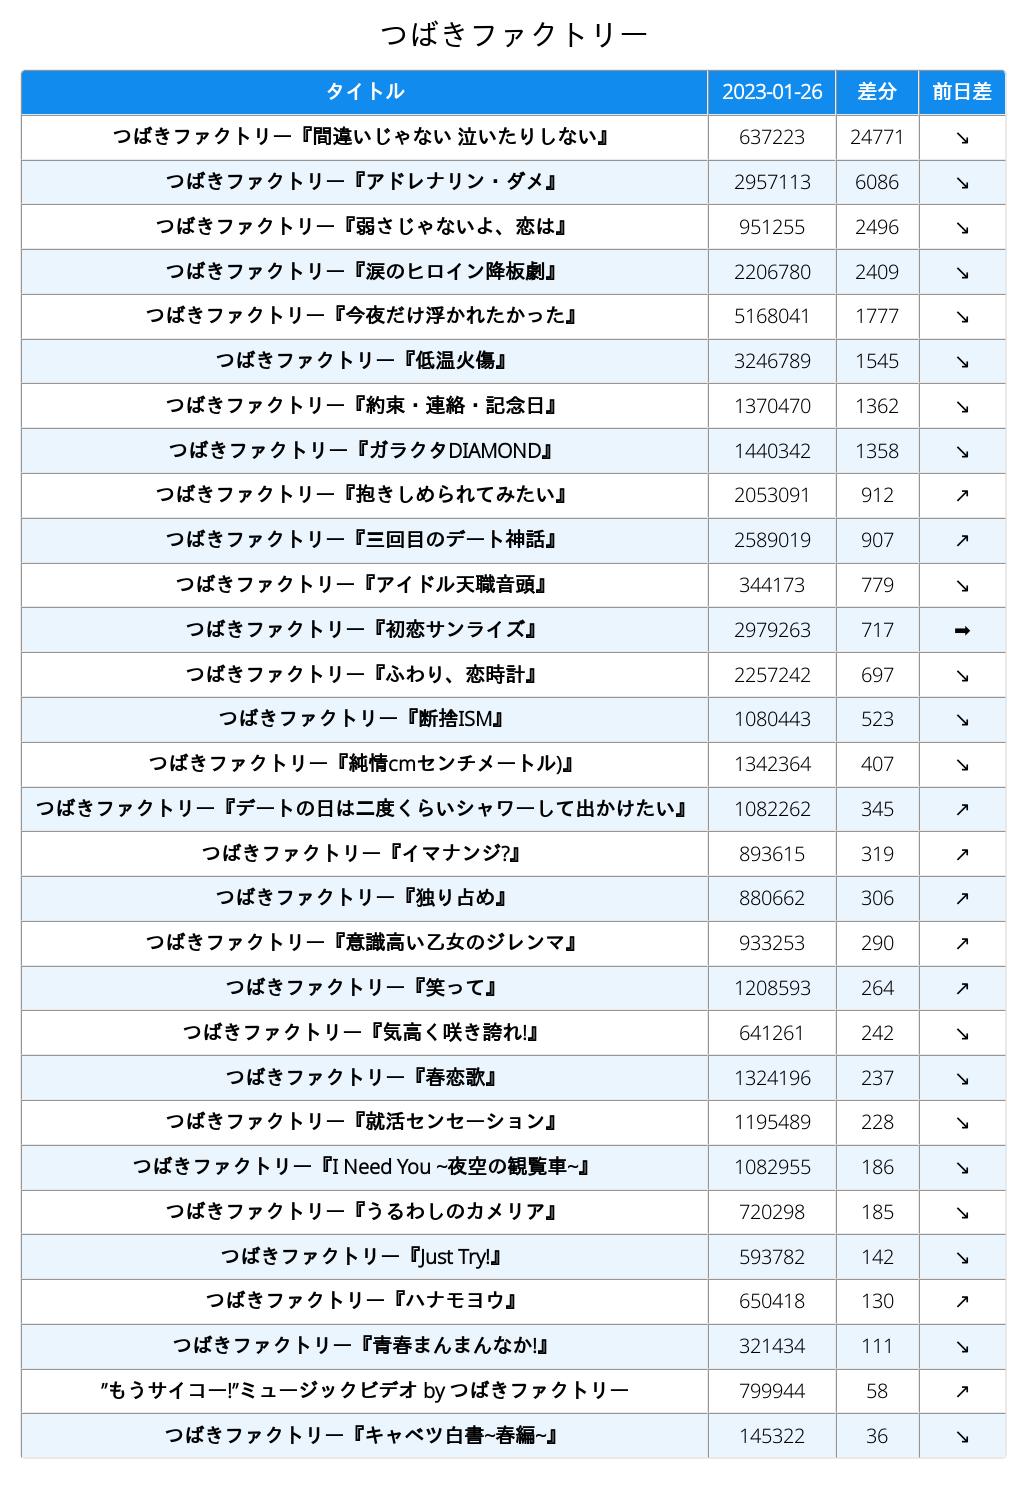 つばきファクトリー
タイトル 2023-01-26 差分 前日差
つばきファクトリー『間違いじゃない 泣いたりしない』 637223 24771 ↘
つばきファクトリー『アドレナリン・ダメ』 2957113 6086 ↘
つばきファクトリー『弱さじゃないよ、恋は』 951255 2496 ↘
つばきファクトリー『涙のヒロイン降板劇』 2206780 2409 ↘
つばきファクトリー『今夜だけ浮かれたかった』 5168041 1777 ↘
つばきファクトリー『低温火傷』 3246789 1545 ↘
つばきファクトリー『約束・連絡・記念日』 1370470 1362 ↘
つばきファクトリー『ガラクタDIAMOND』 1440342 1358 ↘
つばきファクトリー『抱きしめられてみたい』 2053091 912 ↗
つばきファクトリー『三回目のデート神話』 2589019 907 ↗
つばきファクトリー『アイドル天職音頭』 344173 779 ↘
つばきファクトリー『初恋サンライズ』 2979263 717 ➡
つばきファクトリー『ふわり、恋時計』 2257242 697 ↘
つばきファクトリー『断捨ISM』 1080443 523 ↘
つばきファクトリー『純情cmセンチメートル)』 1342364 407 ↘
つばきファクトリー『デートの日は二度くらいシャワーして出かけたい』 1082262 345 ↗
つばきファクトリー『イマナンジ?』 893615 319 ↗
つばきファクトリー『独り占め』 880662 306 ↗
つばきファクトリー『意識高い乙女のジレンマ』 933253 290 ↗
つばきファクトリー『笑って』 1208593 264 ↗
つばきファクトリー『気高く咲き誇れ!』 641261 242 ↘
つばきファクトリー『春恋歌』 1324196 237 ↘
つばきファクトリー『就活センセーション』 1195489 228 ↘
つばきファクトリー『I Need You ~夜空の観覧車~』 1082955 186 ↘
つばきファクトリー『うるわしのカメリア』 720298 185 ↘
つばきファクトリー『Just Try!』 593782 142 ↘
つばきファクトリー『ハナモヨウ』 650418 130 ↗
つばきファクトリー『青春まんまんなか!』 321434 111 ↘
”もうサイコー!”ミュージックビデオ by つばきファクトリー 799944 58 ↗
つばきファクトリー『キャベツ白書~春編~』 145322 36 ↘